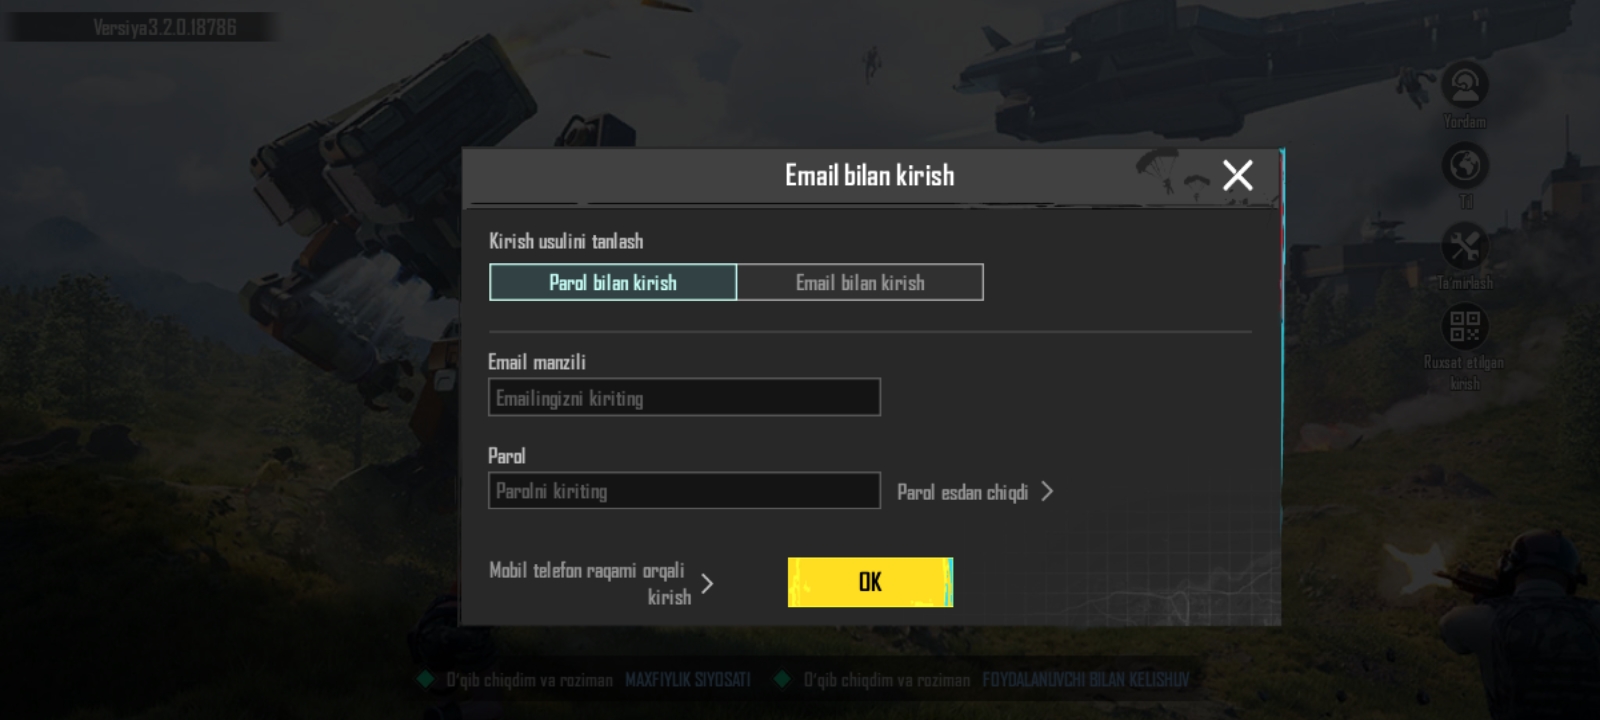 Versiya3.2.0.18786
Email bilan kirish
Yordam
Til
Ta'mirlash
Ruxsat etilgan
kirish
Kirish usulini tanlash
Parol bilan kirish
Email bilan kirish
Email manzili
Emailingizni kiriting
Parol
Parolni kiriting
Parol esdan chiqdi
Mobil telefon raqami orqali
kirish
OK
O'qib chiqdim va roziman MAXFIYLIK SIYOSATI O'qib chiqdim va roziman FOYDALANUVCHI BILAN KELISHUV